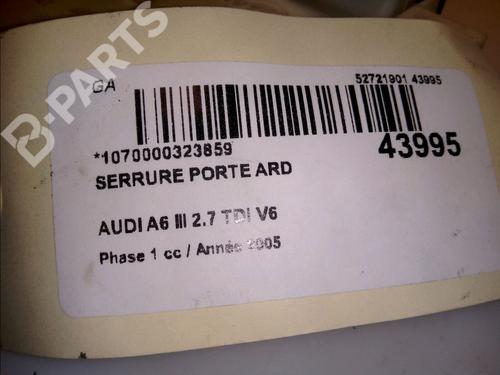 GA
52721901 43995
*1070000323859
43995
SERRURE PORTE ARD
AUDI A6 III 2.7 TDI V6
Phase 1 cc / Année 2005
B-PARTS